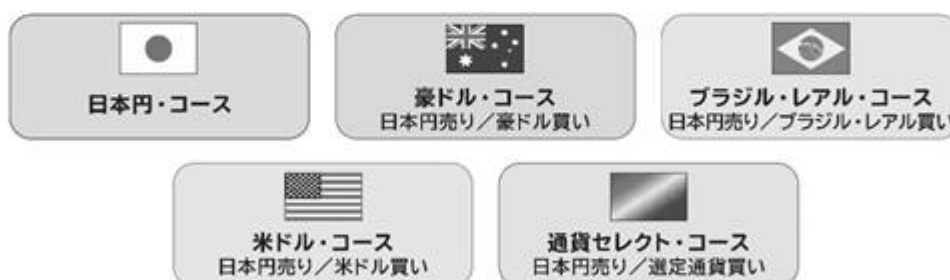 日本円・コース
豪ドル・コース
日本円売り／豪ドル買い
ブラジル・レアル・コース
日本円売り／ブラジル・レアル買い
米ドル・コース
日本円売り／米ドル買い
通貨セレクト・コース
日本円売り／選定通貨買い